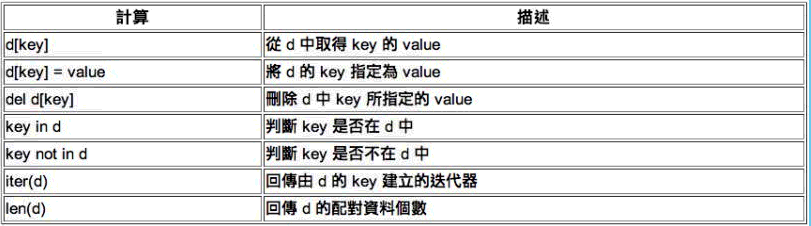 計算 描述
d[key] 從 d 中取得 key 的 value
d[key] = value 將 d 的 key 指定為 value
del d[key] 刪除 d 中 key 所指定的 value
key in d 判斷 key 是否在 d 中
key not in d 判斷 key 是否不在 d 中
iter(d) 回傳由 d 的 key 建立的迭代器
len(d) 回傳 d 的配對資料個數